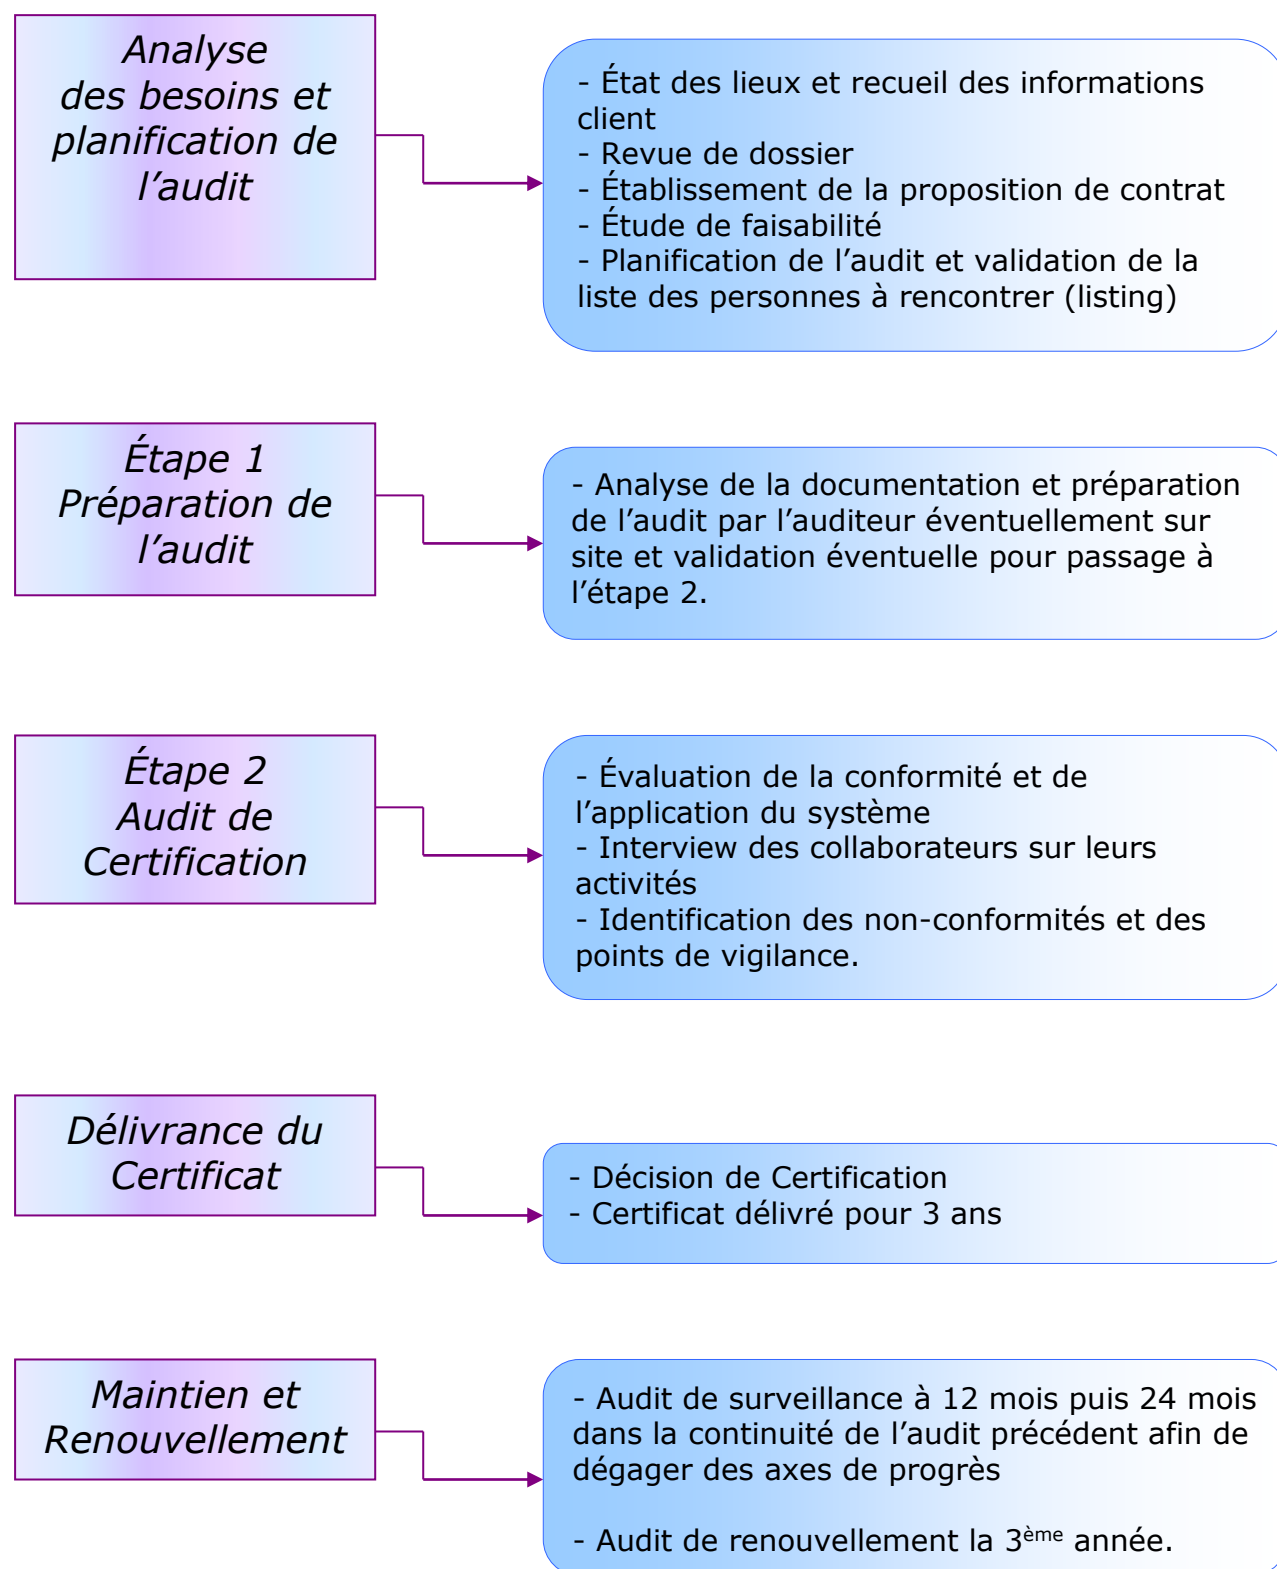 Analyse
des besoins et
planification de
l’audit
- État des lieux et recueil des informations
client
- Revue de dossier
- Établissement de la proposition de contrat
- Étude de faisabilité
- Planification de l’audit et validation de la
liste des personnes à rencontrer (listing)
Étape 1
Préparation de
l’audit
- Analyse de la documentation et préparation
de l’audit par l’auditeur éventuellement sur
site et validation éventuelle pour passage à
l’étape 2.
Étape 2
Audit de
Certification
- Évaluation de la conformité et de
l’application du système
- Interview des collaborateurs sur leurs
activités
- Identification des non-conformités et des
points de vigilance.
Délivrance du
Certificat
- Décision de Certification
- Certificat délivré pour 3 ans
Maintien et
Renouvellement
- Audit de surveillance à 12 mois puis 24 mois
dans la continuité de l’audit précédent afin de
dégager des axes de progrès
- Audit de renouvellement la 3ème année.